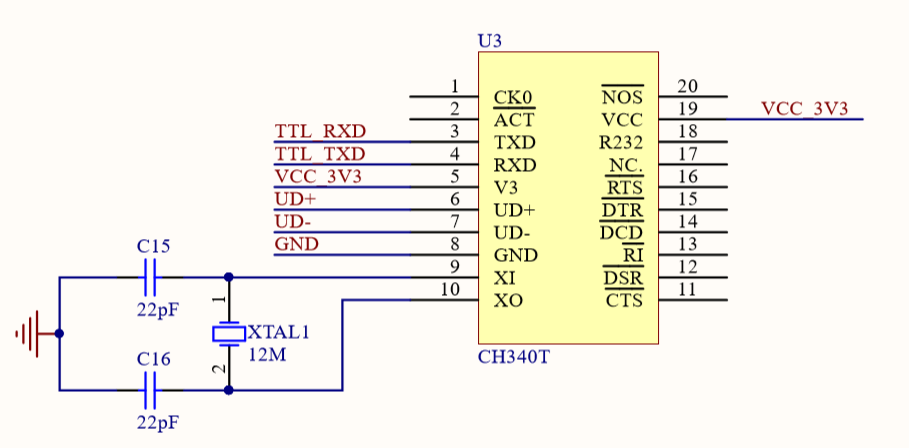 U3
1 CK0 NOS 20
2 ACT VCC 19 VCC_3V3
TTL_RXD 3 TXD R232 18
TTL_TXD 4 RXD NC. 17
VCC_3V3 5 V3 RTS 16
UD+ 6 UD+ DTR 15
UD- 7 UD- DCD 14
GND 8 GND RI 13
9 XI DSR 12
10 XO CTS 11
CH340T
C15
22pF
1
XTAL1
12M
2
C16
22pF